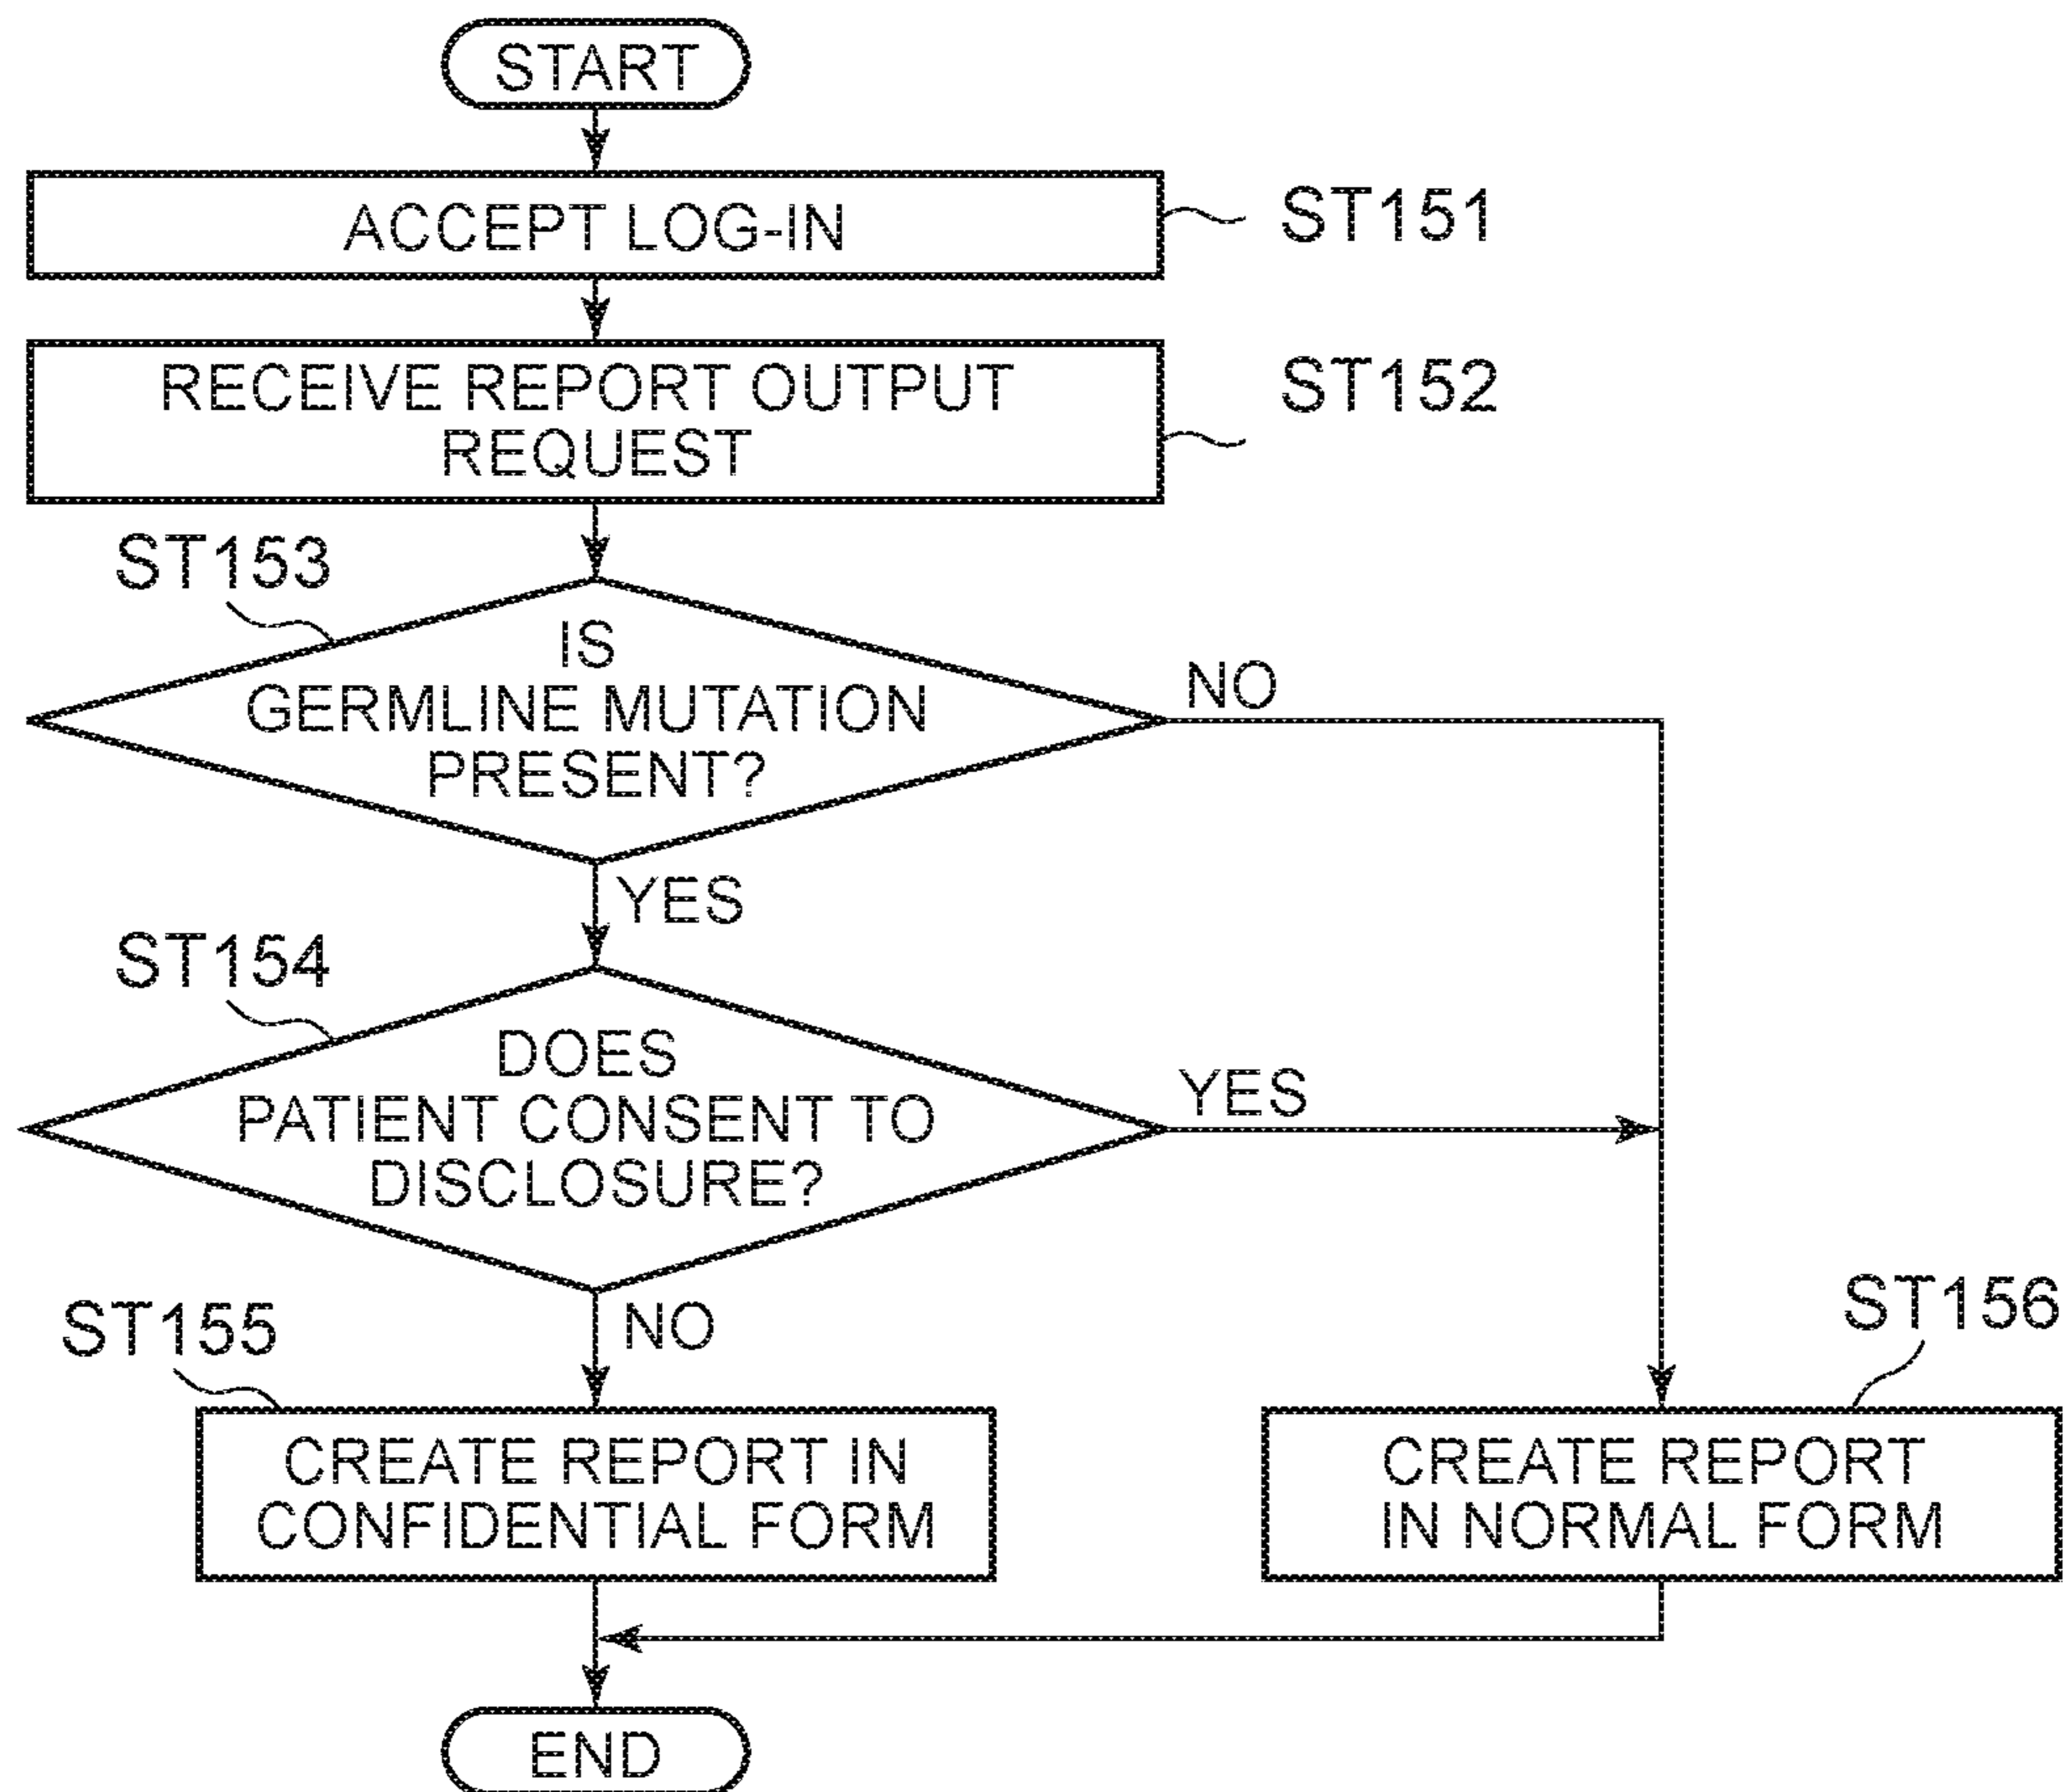 START
ACCEPT LOG-IN
ST151
RECEIVE REPORT OUTPUT
REQUEST
ST152
ST153
IS
GERMLINE MUTATION
PRESENT?
NO
YES
ST154
DOES
PATIENT CONSENT TO
DISCLOSURE?
YES
NO
ST155
CREATE REPORT IN
CONFIDENTIAL FORM
ST156
CREATE REPORT
IN NORMAL FORM
END